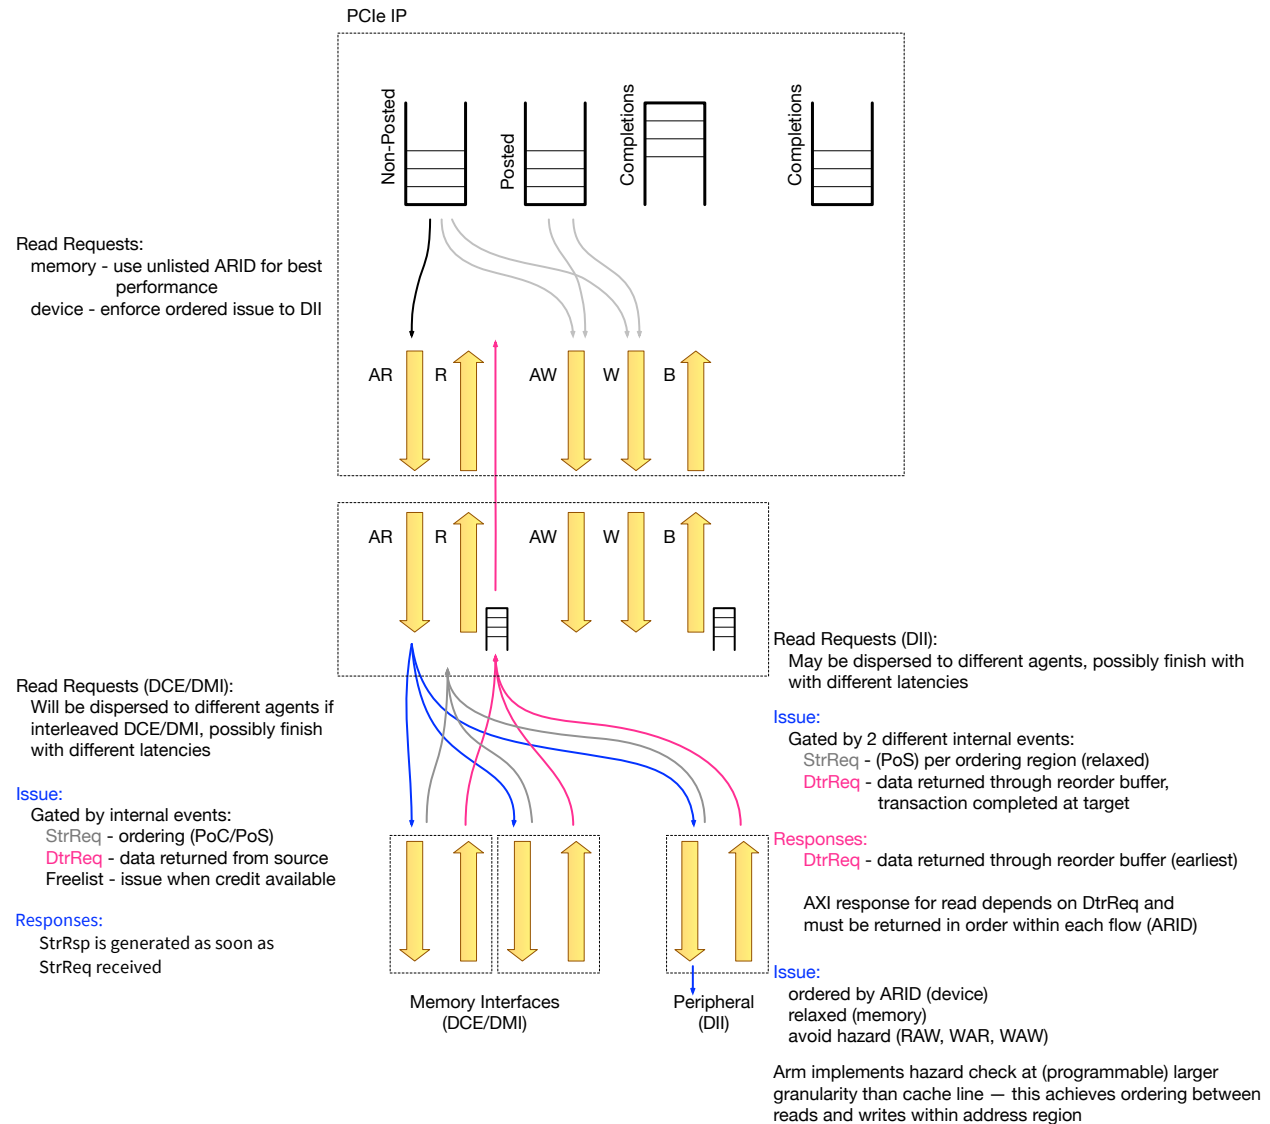 PCIe IP
Non-Posted
Posted
Completions
Completions
Read Requests:
memory - use unlisted ARID for best
performance
device - enforce ordered issue to DII
AR
R
AW
W
B
AR
R
AW
W
B
Read Requests (DCE/DMI):
Will be dispersed to different agents if
interleaved DCE/DMI, possibly finish
with different latencies
Issue:
Gated by internal events:
StrReq - ordering (PoC/PoS)
DtrReq - data returned from source
Freelist - issue when credit available
Responses:
StrRsp is generated as soon as
StrReq received
Memory Interfaces
(DCE/DMI)
Peripheral
(DII)
Read Requests (DII):
May be dispersed to different agents, possibly finish with
with different latencies
Issue:
Gated by 2 different internal events:
StrReq - (PoS) per ordering region (relaxed)
DtrReq - data returned through reorder buffer,
transaction completed at target
Responses:
DtrReq - data returned through reorder buffer (earliest)
AXI response for read depends on DtrReq and
must be returned in order within each flow (ARID)
Issue:
ordered by ARID (device)
relaxed (memory)
avoid hazard (RAW, WAR, WAW)
Arm implements hazard check at (programmable) larger
granularity than cache line — this achieves ordering between
reads and writes within address region